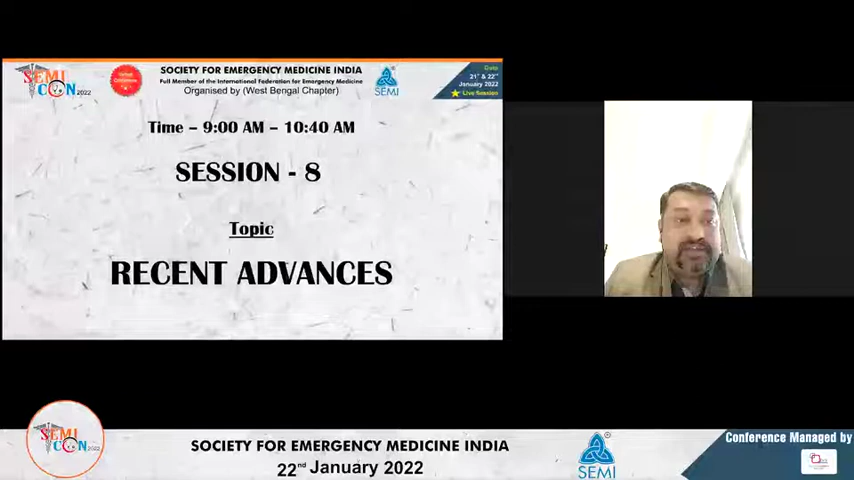 SEMI
CON 2022
SOCIETY FOR EMERGENCY MEDICINE INDIA
Full Member of the International Federation for Emergency Medicine
Organised by (West Bengal Chapter)
SEMI
Date
21st & 22nd
January 2022
Live Session
Time – 9:00 AM – 10:40 AM
SESSION - 8
Topic
RECENT ADVANCES
SEMI
CON 2022
SOCIETY FOR EMERGENCY MEDICINE INDIA
22nd January 2022
SEMI
Conference Managed by